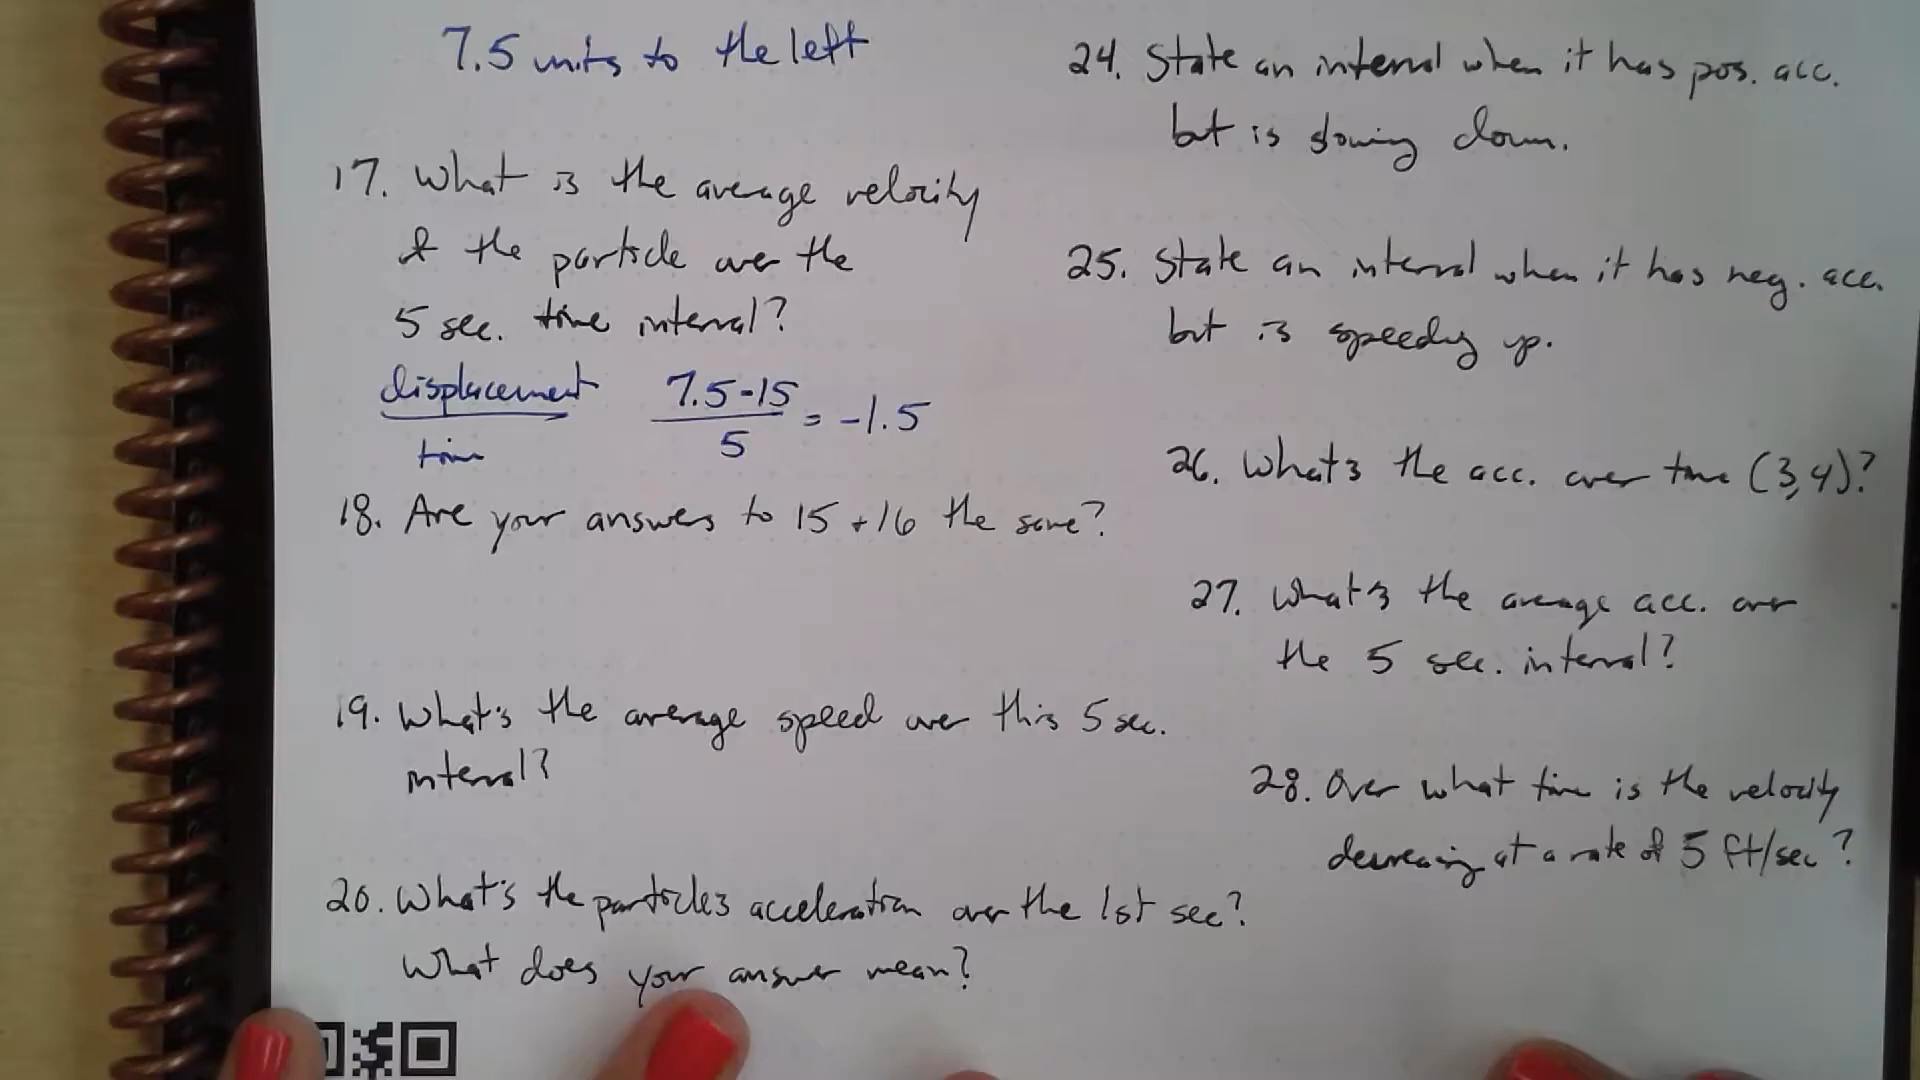 7.5 units to the left
17. What is the average velocity
of the particle over the
5 sec. time interval?
displacement
time
7.5-15
5
= -1.5
18. Are your answers to 15 + 16 the same?
19. What's the average speed over this 5 sec.
interval?
20. What's the particle's acceleration over the 1st sec?
What does your answer mean?
24. State an interval when it has pos. acc.
but is slowing down.
25. State an interval when it has neg. acc.
but is speeding up.
26. What's the acc. over time (3,4)?
27. What's the average acc. over
the 5 sec. interval?
28. Over what time is the velocity
decreasing at a rate of 5 ft/sec?